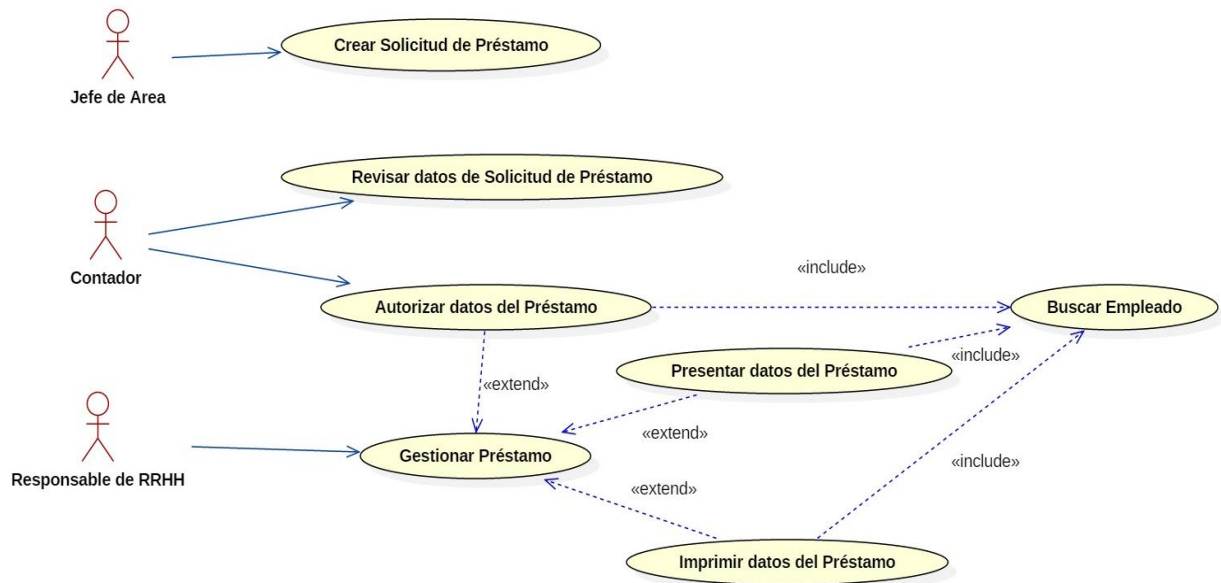 Crear Solicitud de Préstamo
Jefe de Area
Revisar datos de Solicitud de Préstamo
Contador
«include»
Autorizar datos del Préstamo
Buscar Empleado
«include»
Presentar datos del Préstamo
«extend»
«extend»
Gestionar Préstamo
«include»
Responsable de RRHH
«extend»
Imprimir datos del Préstamo